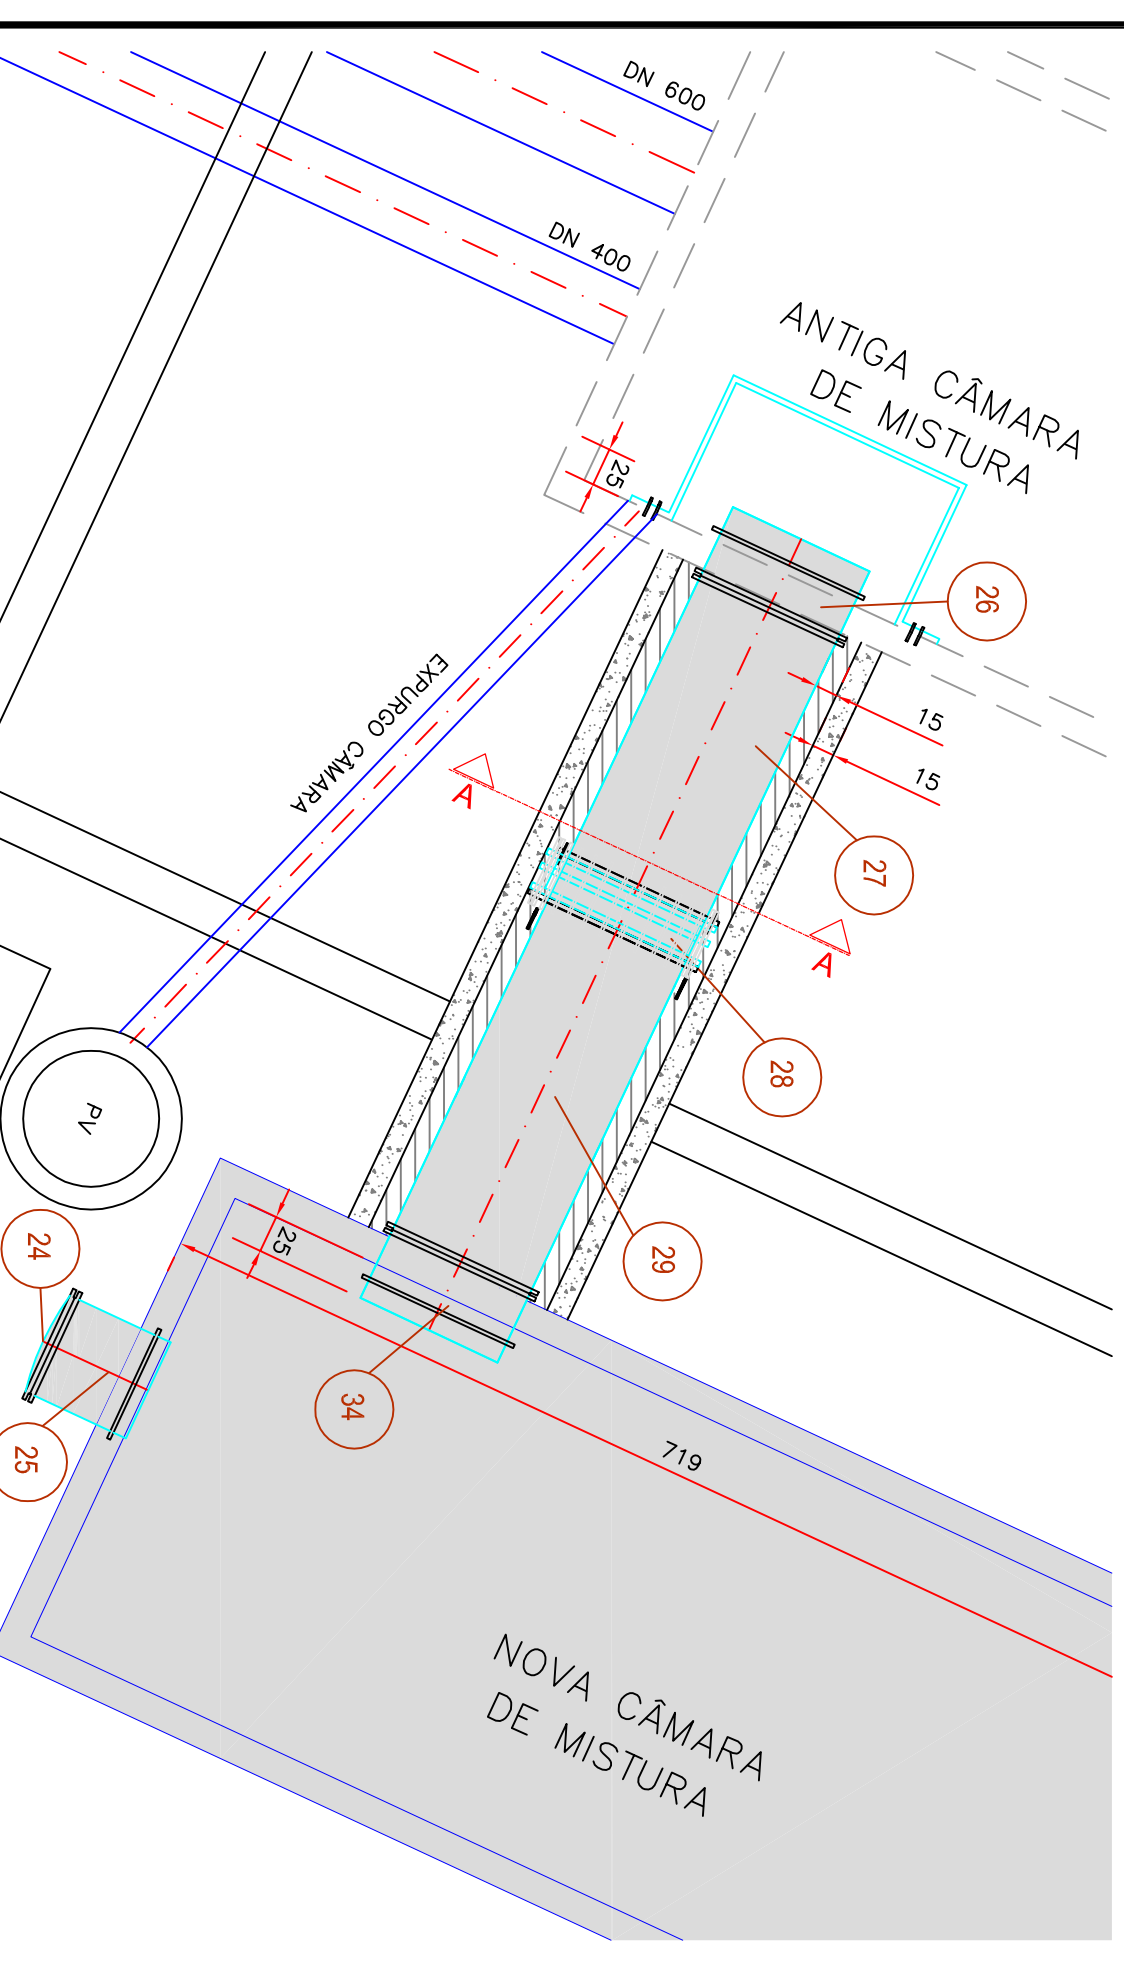 DN 600
DN 400
ANTIGA CÂMARA
DE MISTURA
25
26
15
15
EXPURGO CÂMARA
A
27
A
28
PV
29
24
25
34
25
719
NOVA CÂMARA
DE MISTURA